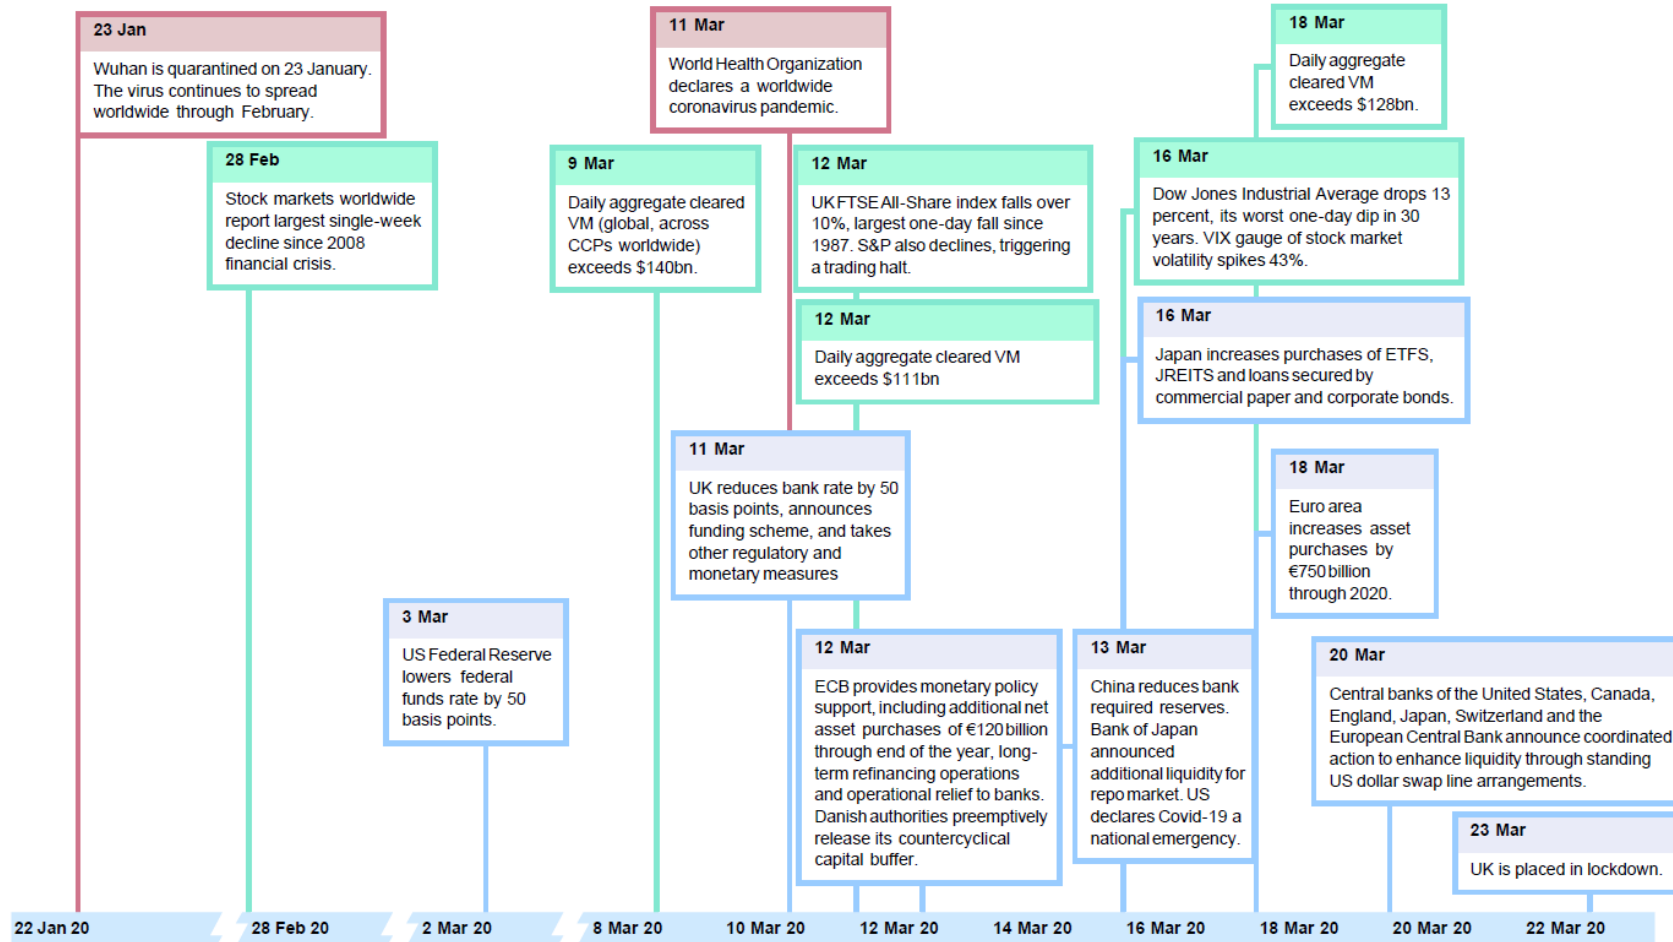 23 Jan
Wuhan is quarantined on 23 January.
The virus continues to spread
worldwide through February.
28 Feb
Stock markets worldwide
report largest single-week
decline since 2008
financial crisis.
3 Mar
US Federal Reserve
lowers federal
funds rate by 50
basis points.
9 Mar
Daily aggregate cleared
VM (global, across
CCPs worldwide)
exceeds $140bn.
11 Mar
World Health Organization
declares a worldwide
coronavirus pandemic.
11 Mar
UK reduces bank rate by 50
basis points, announces
funding scheme, and takes
other regulatory and
monetary measures
12 Mar
UK FTSE All-Share index falls over
10%, largest one-day fall since
1987. S&P also declines, triggering
a trading halt.
12 Mar
Daily aggregate cleared VM
exceeds $111bn
12 Mar
ECB provides monetary policy
support, including additional net
asset purchases of €120 billion
through end of the year, long-
term refinancing operations
and operational relief to banks.
Danish authorities preemptively
release its countercyclical
capital buffer.
13 Mar
China reduces bank
required reserves.
Bank of Japan
announced
additional liquidity for
repo market. US
declares Covid-19 a
national emergency.
16 Mar
Dow Jones Industrial Average drops 13
percent, its worst one-day dip in 30
years. VIX gauge of stock market
volatility spikes 43%.
16 Mar
Japan increases purchases of ETFS,
JREITS and loans secured by
commercial paper and corporate bonds.
18 Mar
Daily aggregate
cleared VM
exceeds $128bn.
18 Mar
Euro area
increases asset
purchases by
€750 billion
through 2020.
20 Mar
Central banks of the United States, Canada,
England, Japan, Switzerland and the
European Central Bank announce coordinated
action to enhance liquidity through standing
US dollar swap line arrangements.
23 Mar
UK is placed in lockdown.
22 Jan 20
28 Feb 20
2 Mar 20
8 Mar 20
10 Mar 20
12 Mar 20
14 Mar 20
16 Mar 20
18 Mar 20
20 Mar 20
22 Mar 20